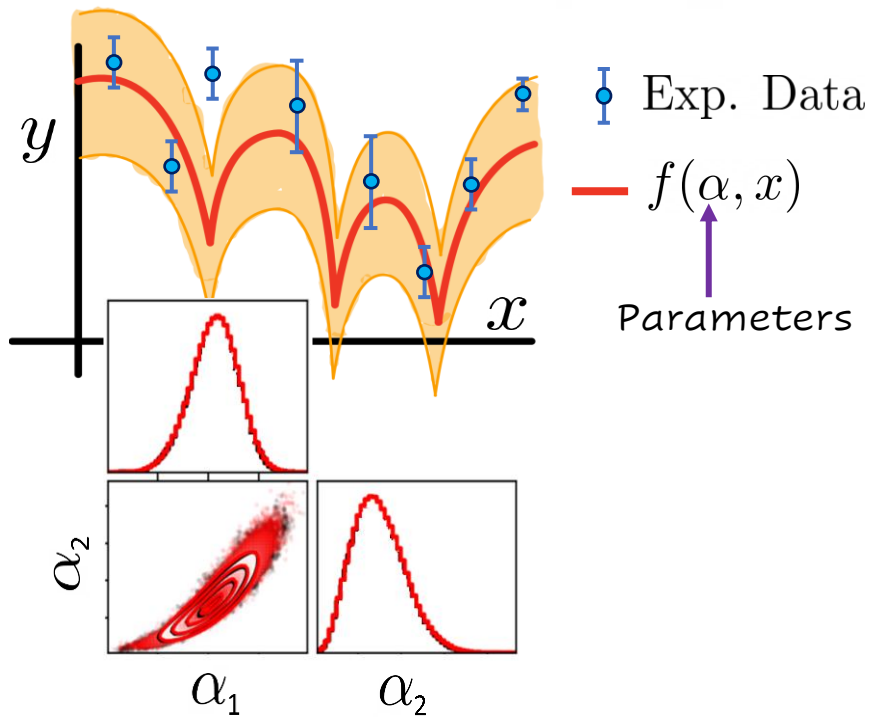 y
Exp. Data
f(α, x)
x
Parameters
α₂
α₁
α₂